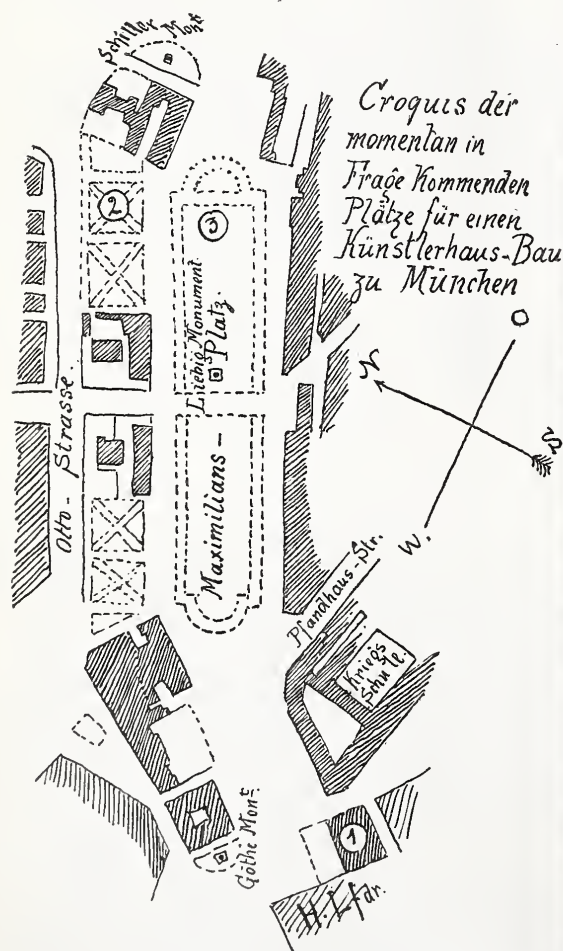 Schiller Mont
Croquis der
momentan in
Frage kommenden
Plätze für einen
Künstlerhaus-Bau
zu München
2
3
Liebig Monument
Platz.
O
N
S
W.
Otto-Strasse.
Maximilians-
Pfandhaus-Str.
Kriegs
Schule.
Göthe Mont.
1